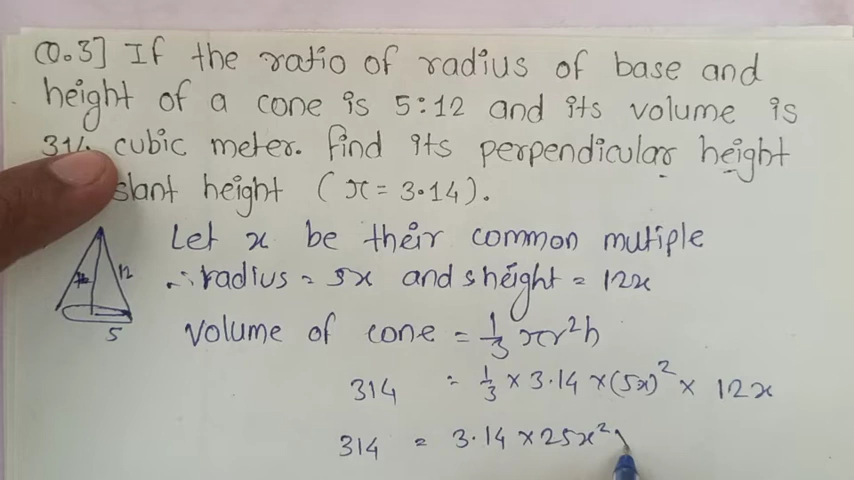 Q.3] If the ratio of radius of base and
height of a cone is 5:12 and its volume is
314 cubic meter. Find its perpendicular height
slant height ( π = 3.14 ).
Let x be their common mutiple
∴ radius = 5x and sheight = 12x
12
5
Volume of cone = 1/3 πr²h
314 = 1/3 × 3.14 × (5x)² × 12x
314 = 3.14 × 25x²